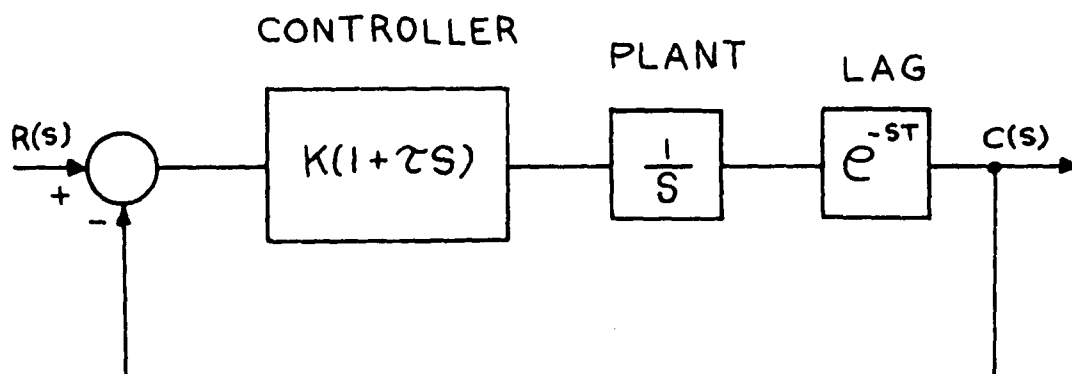 CONTROLLER
PLANT
LAG
R(S)
+
-
K(1+τS)
1/S
e^-ST
C(S)